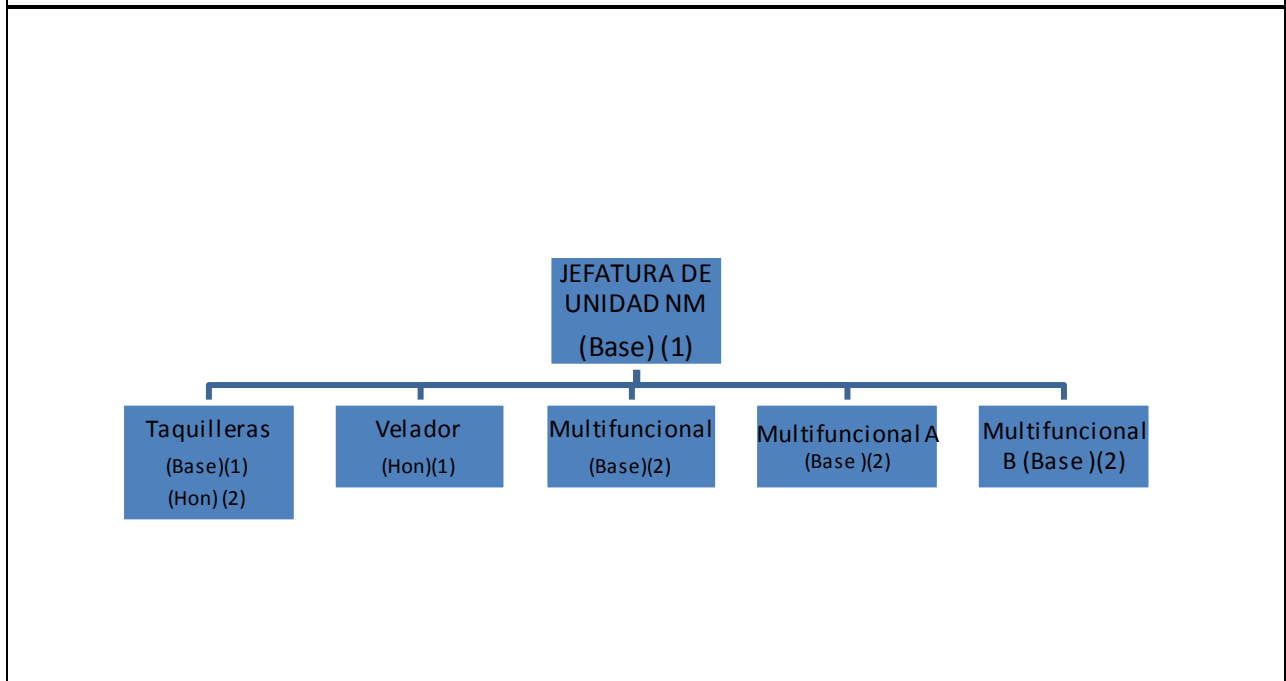 JEFATURA DE
UNIDAD NM
(Base) (1)
Taquilleras
(Base)(1)
(Hon) (2)
Velador
(Hon)(1)
Multifuncional
(Base)(2)
Multifuncional A
(Base )(2)
Multifuncional
B (Base )(2)